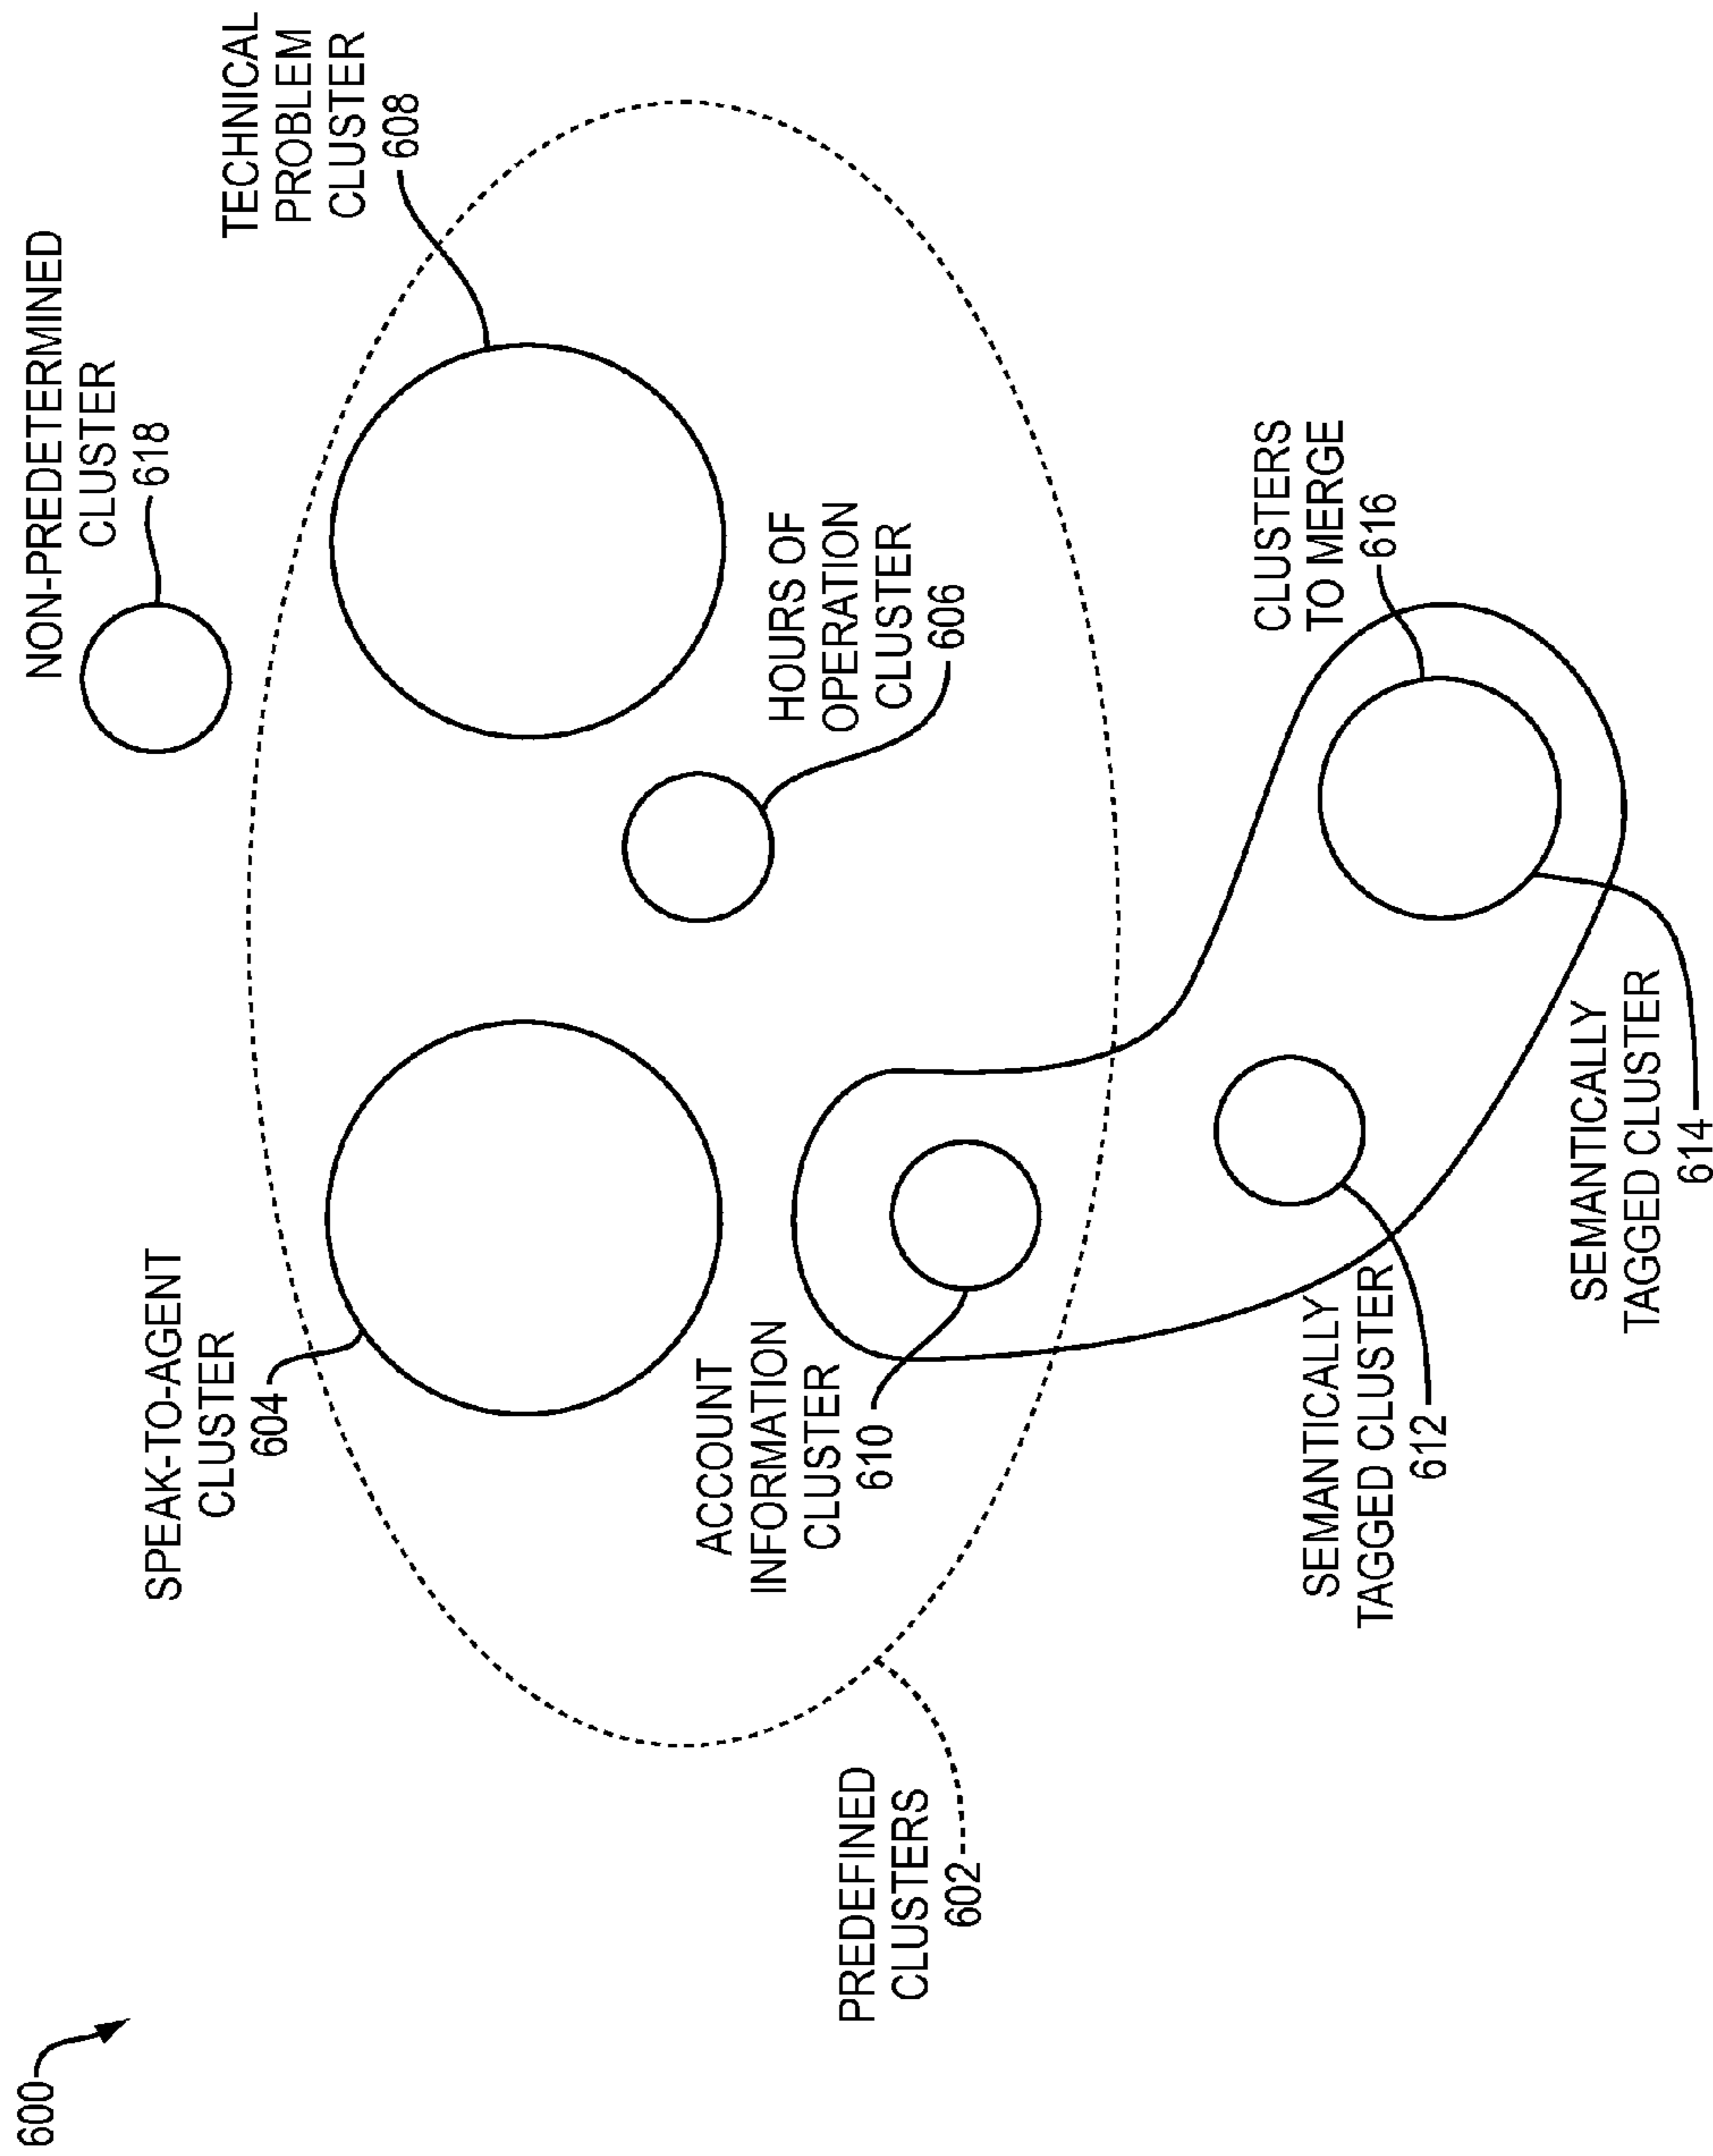 600
NON-PREDETERMINED
CLUSTER
618
SPEAK-TO-AGENT
CLUSTER
604
TECHNICAL
PROBLEM
CLUSTER
608
ACCOUNT
INFORMATION
CLUSTER
610
HOURS OF
OPERATION
CLUSTER
606
PREDEFINED
CLUSTERS
602
CLUSTERS
TO MERGE
616
SEMANTICALLY
TAGGED CLUSTER
612
SEMANTICALLY
TAGGED CLUSTER
614